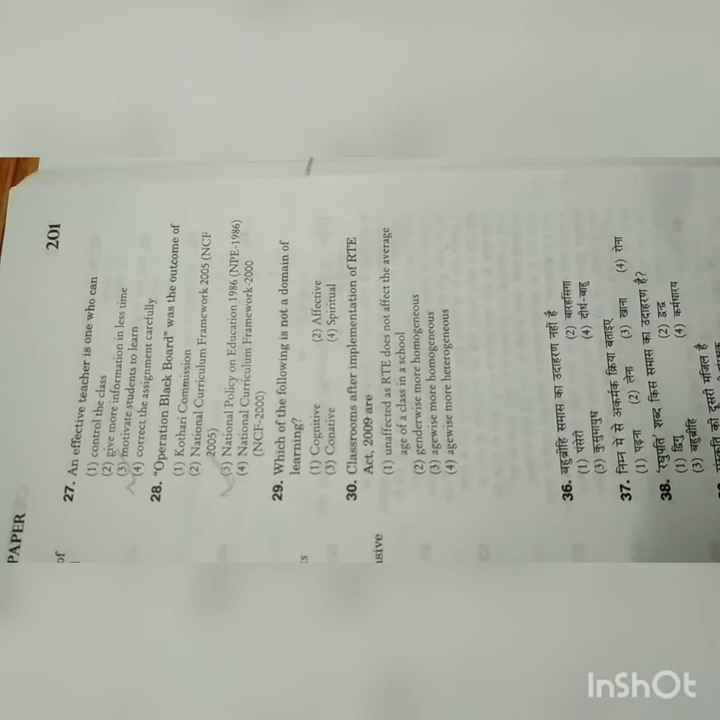 PAPER
201
of
27. An effective teacher is one who can
(1) control the class
(2) give more information in less time
(3) motivate students to learn
(4) correct the assignment carefully
28. "Operation Black Board" was the outcome of
(1) Kothari Commission
(2) National Curriculum Framework 2005 (NCF
2005)
(3) National Policy on Education 1986 (NPE-1986)
(4) National Curriculum Framework-2000
(NCF-2000)
29. Which of the following is not a domain of
learning?
(1) Cognitive (2) Affective
(3) Conative (4) Spiritual
30. Classrooms after implementation of RTE
Act, 2009 are
(1) unaffected as RTE does not affect the average
age of a class in a school
(2) genderwise more homogeneous
(3) agewise more homogeneous
(4) agewise more heterogeneous
36. बहुब्रीहि समास का उदाहरण नहीं है
(1) पंसेरी (2) बारहसिंगा
(3) कुसुमायुध (4) दीर्घ-बाहु
37. निम्न में से अकर्मक क्रिया बताइए
(1) पढ़ना (2) लेना (3) खाना (4) रोना
38. 'रघुपति' शब्द किस समास का उदाहरण है?
(1) द्विगु (2) द्वन्द्व
(3) बहुब्रीहि (4) कर्मधारय
की दूसरी मंजिल है
InShOt